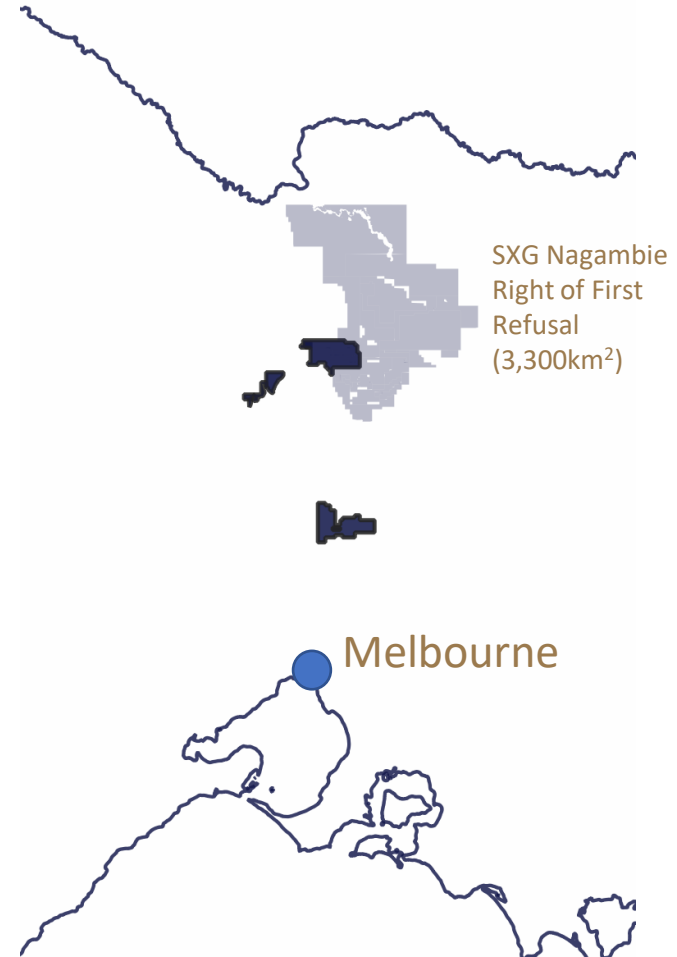 SXG Nagambie
Right of First
Refusal
(3,300km²)
Melbourne